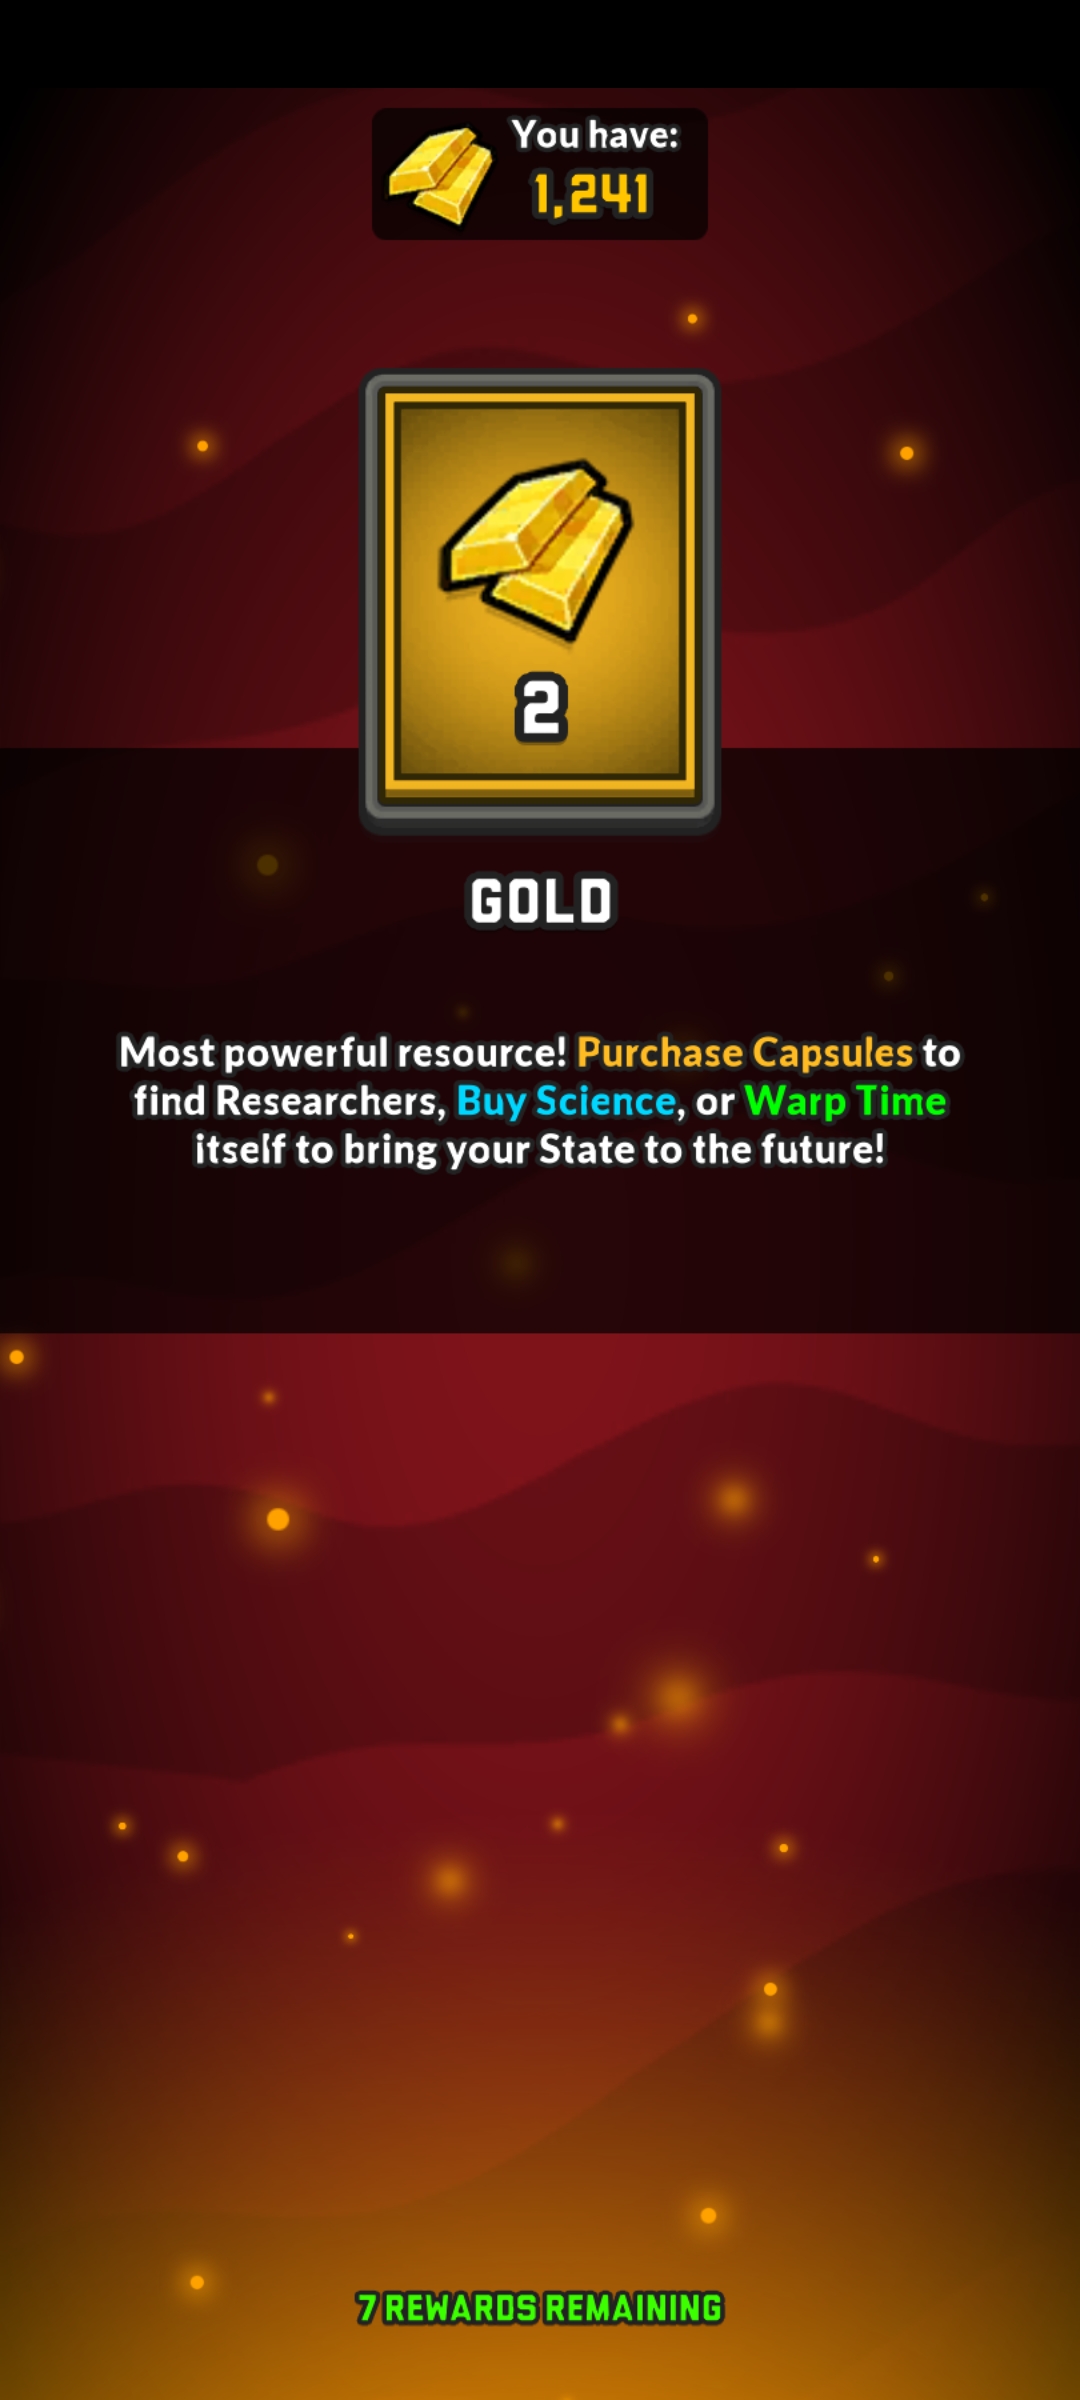 You have:
1,241
2
GOLD
Most powerful resource! Purchase Capsules to
find Researchers, Buy Science, or Warp Time
itself to bring your State to the future!
7 REWARDS REMAINING